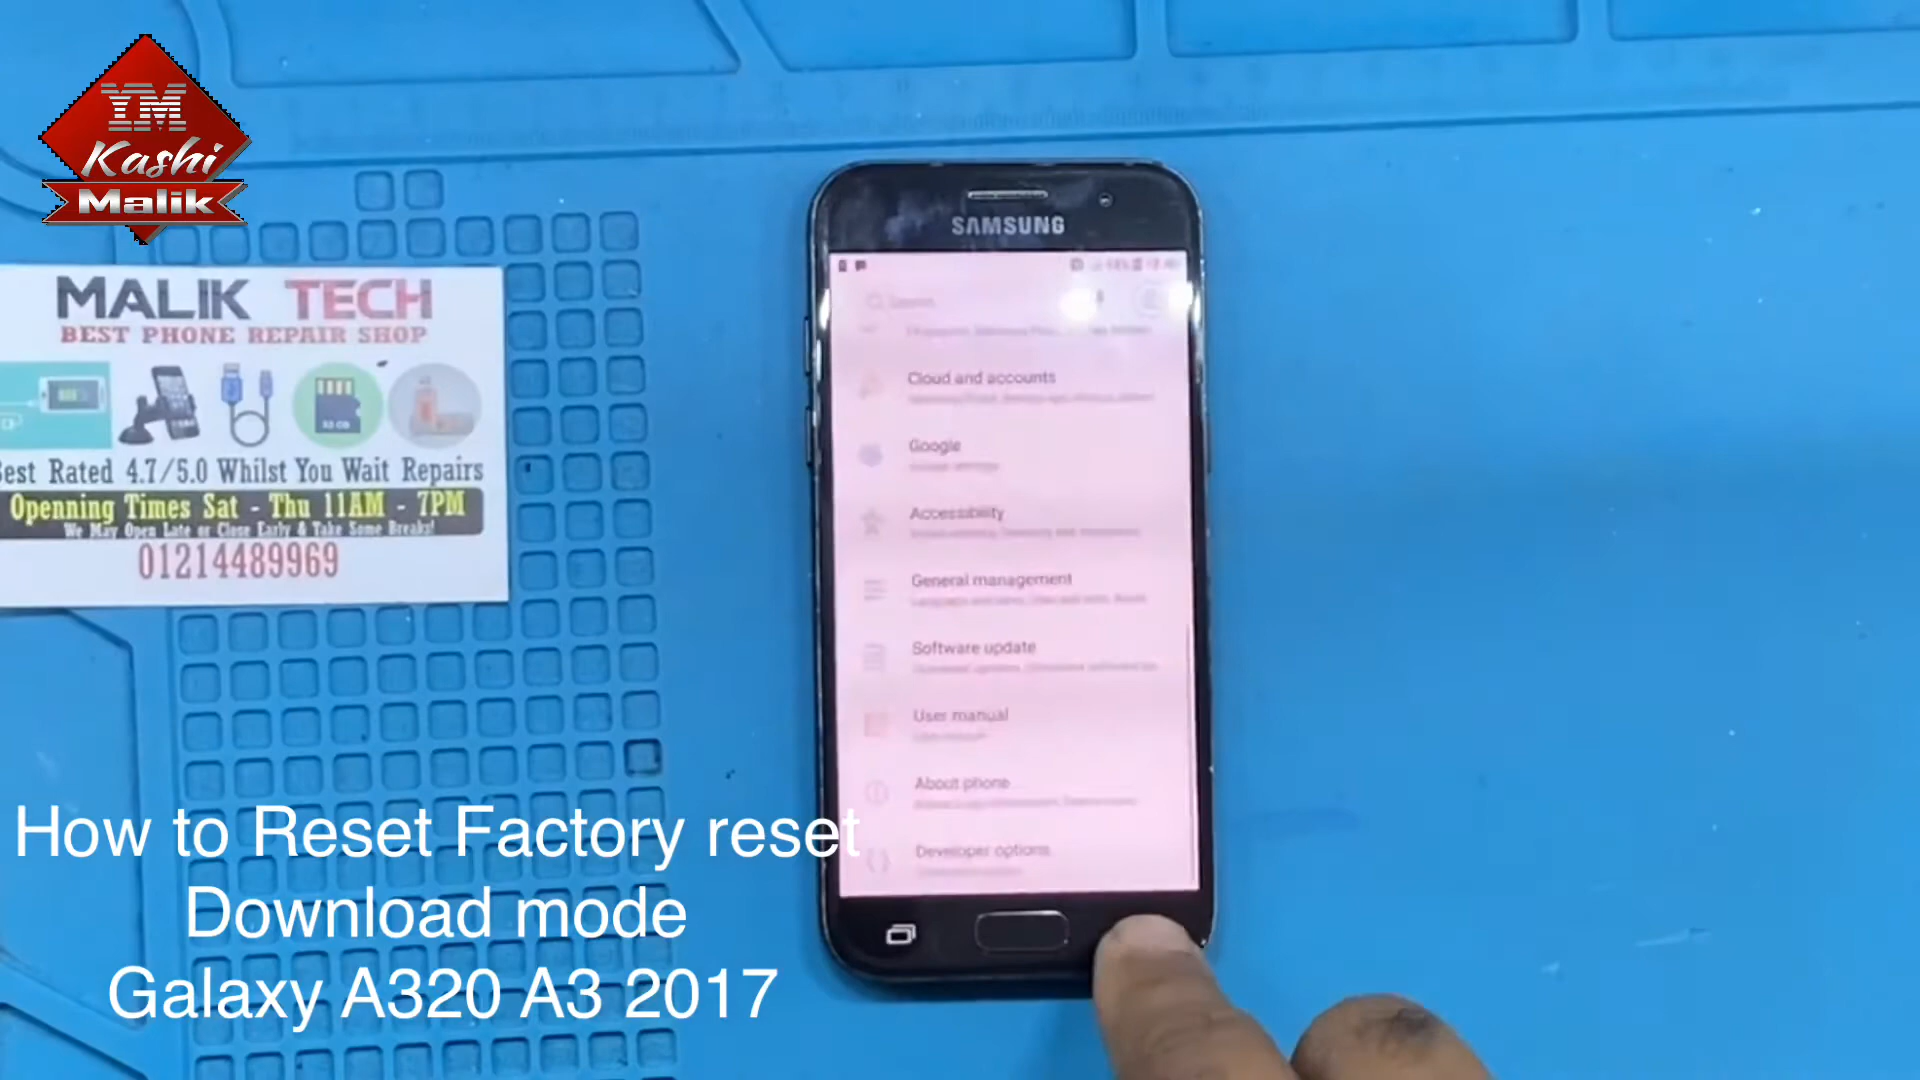 YM
Kashi
Malik
MALIK TECH
BEST PHONE REPAIR SHOP
Best Rated 4.7/5.0 Whilst You Wait Repairs
Openning Times Sat - Thu 11AM - 7PM
We May Open Late or Close Early & Take Some Breaks!
01214489969
SAMSUNG
Search
Cloud and accounts
Google
Accessibility
General management
Software update
User manual
About phone
Developer options
How to Reset Factory reset
Download mode
Galaxy A320 A3 2017